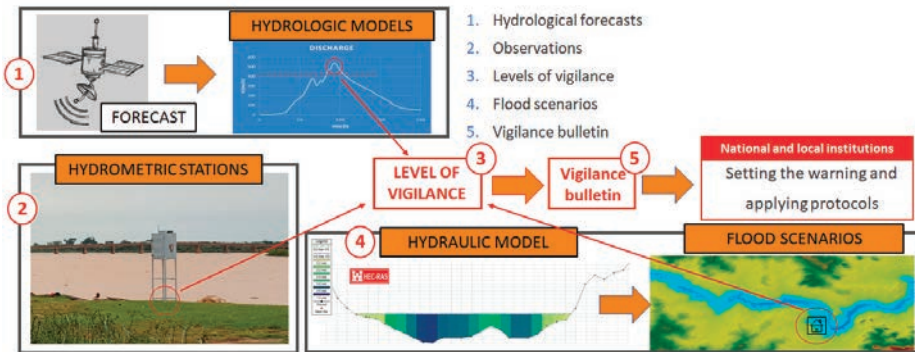 HYDROLOGIC MODELS
1
DISCHARGE
FORECAST
1. Hydrological forecasts
2. Observations
3. Levels of vigilance
4. Flood scenarios
5. Vigilance bulletin
HYDROMETRIC STATIONS
2
3
LEVEL OF
VIGILANCE
5
Vigilance
bulletin
National and local institutions
Setting the warning and
applying protocols
4
HYDRAULIC MODEL
HEC-RAS
FLOOD SCENARIOS